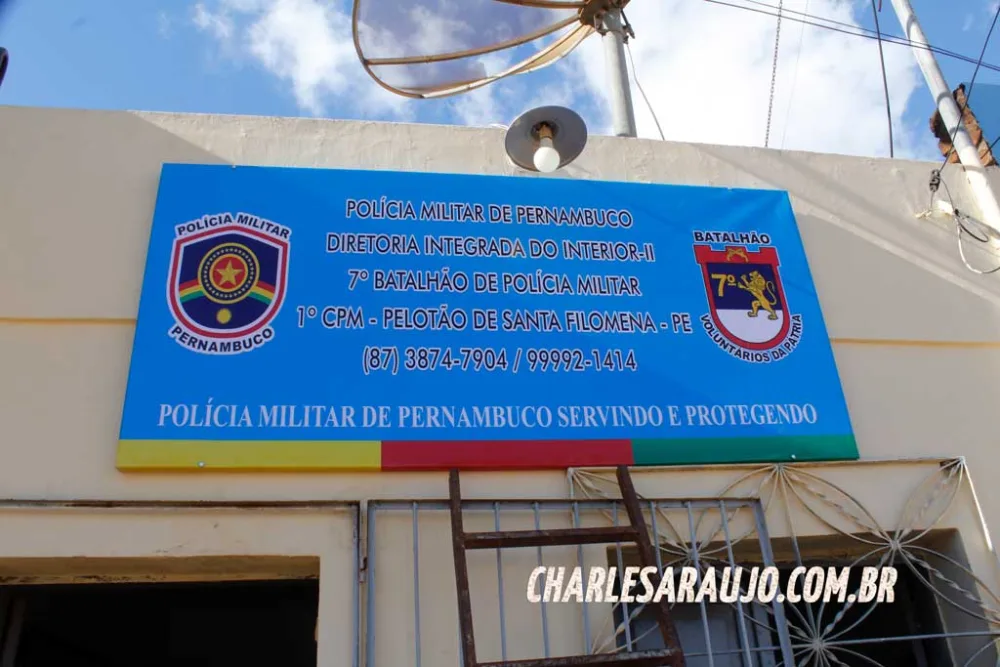 POLÍCIA MILITAR DE PERNAMBUCO
DIRETORIA INTEGRADA DO INTERIOR-II
7º BATALHÃO DE POLÍCIA MILITAR
1º CPM - PELOTÃO DE SANTA FILOMENA - PE
(87) 3874-7904 / 99992-1414
POLÍCIA MILITAR
PERNAMBUCO
BATALHÃO
7º
VOLUNTÁRIOS DA PÁTRIA
POLÍCIA MILITAR DE PERNAMBUCO SERVINDO E PROTEGENDO
CHARLESARAUJO.COM.BR